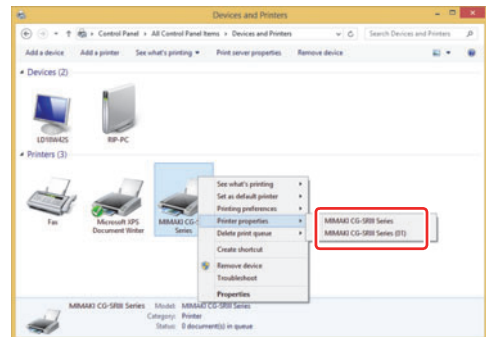 Devices and Printers
Control Panel
All Control Panel Items
Devices and Printers
Search Devices and Printers
Add a device
Add a printer
See what's printing
Print server properties
Remove device
Devices (2)
LD18W42S
RIP-PC
Printers (3)
Fax
Microsoft XPS
Document Writer
MIMAKI CG-S
Series
See what's printing
Set as default printer
Printing preferences
Printer properties
Delete print queue
Create shortcut
Remove device
Troubleshoot
Properties
MIMAKI CG-SRIII Series
MIMAKI CG-SRIII Series (01)
MIMAKI CG-SRIII Series
Model: MIMAKI CG-SRIII Series
Category: Printer
Status: 0 document(s) in queue